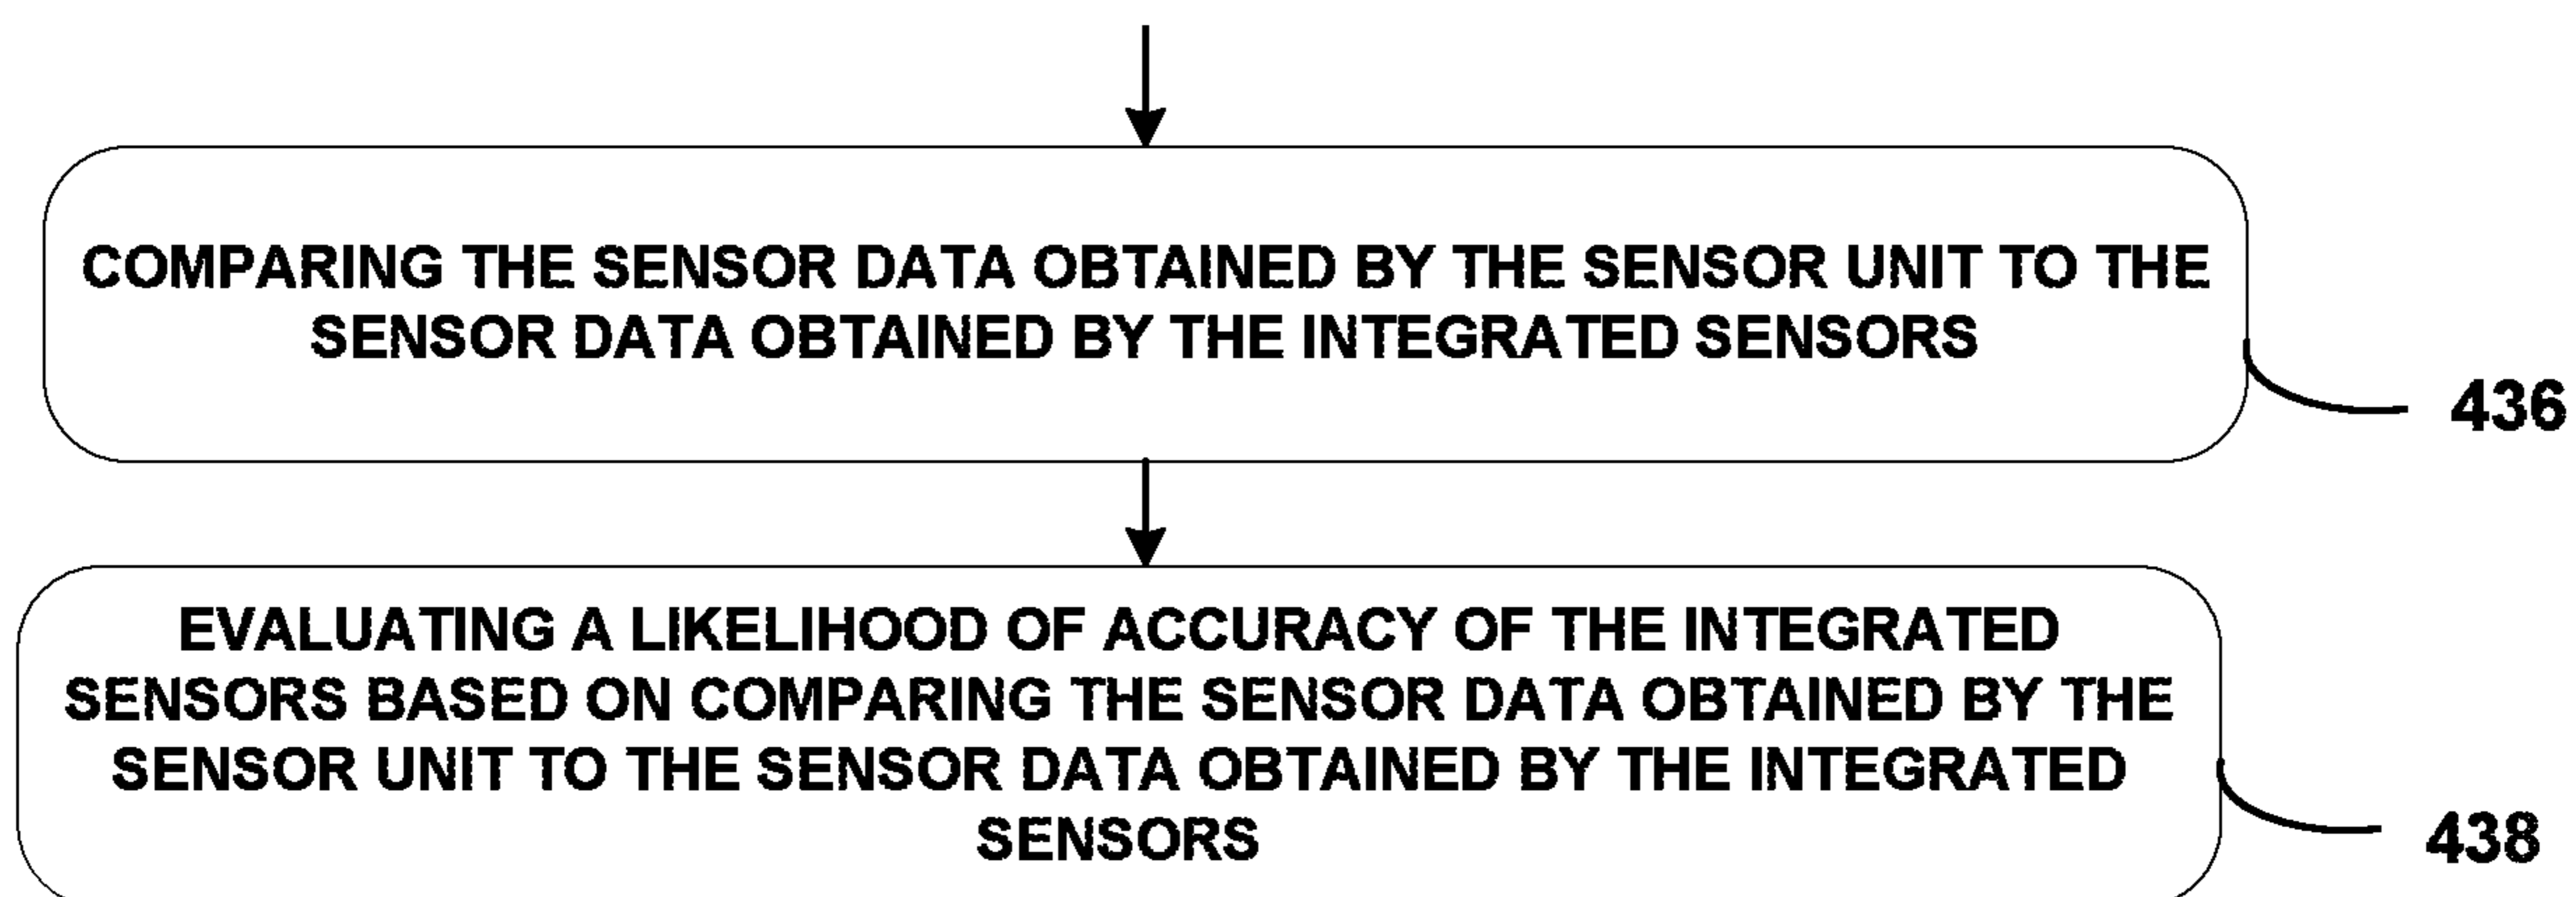 COMPARING THE SENSOR DATA OBTAINED BY THE SENSOR UNIT TO THE
SENSOR DATA OBTAINED BY THE INTEGRATED SENSORS
436
EVALUATING A LIKELIHOOD OF ACCURACY OF THE INTEGRATED
SENSORS BASED ON COMPARING THE SENSOR DATA OBTAINED BY THE
SENSOR UNIT TO THE SENSOR DATA OBTAINED BY THE INTEGRATED
SENSORS
438